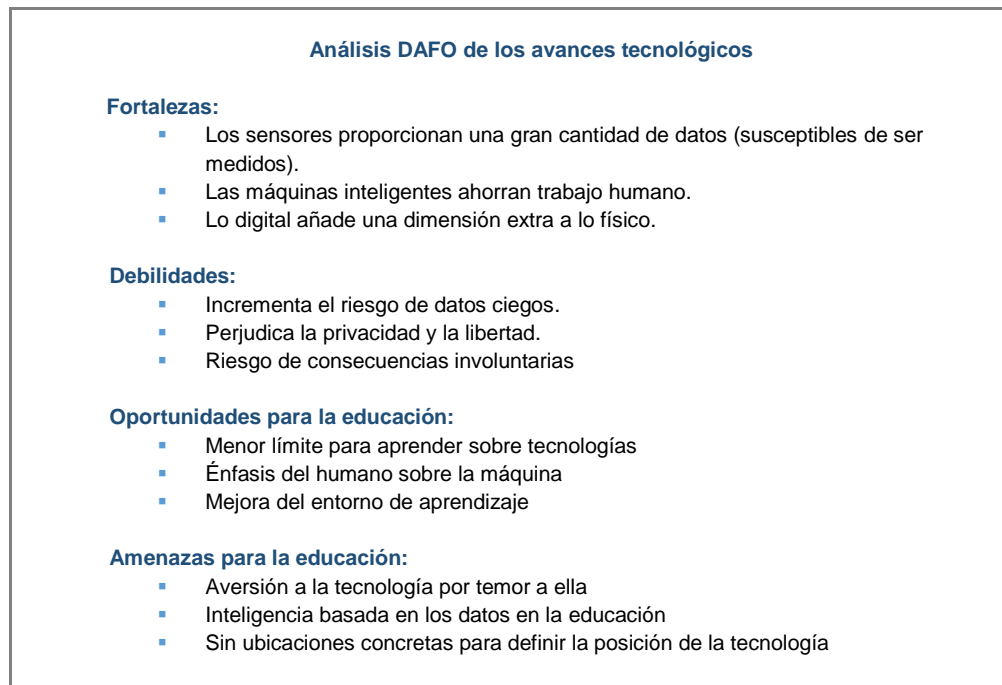 Análisis DAFO de los avances tecnológicos
Fortalezas:
▪ Los sensores proporcionan una gran cantidad de datos (susceptibles de ser
medidos).
▪ Las máquinas inteligentes ahorran trabajo humano.
▪ Lo digital añade una dimensión extra a lo físico.
Debilidades:
▪ Incrementa el riesgo de datos ciegos.
▪ Perjudica la privacidad y la libertad.
▪ Riesgo de consecuencias involuntarias
Oportunidades para la educación:
▪ Menor límite para aprender sobre tecnologías
▪ Énfasis del humano sobre la máquina
▪ Mejora del entorno de aprendizaje
Amenazas para la educación:
▪ Aversión a la tecnología por temor a ella
▪ Inteligencia basada en los datos en la educación
▪ Sin ubicaciones concretas para definir la posición de la tecnología